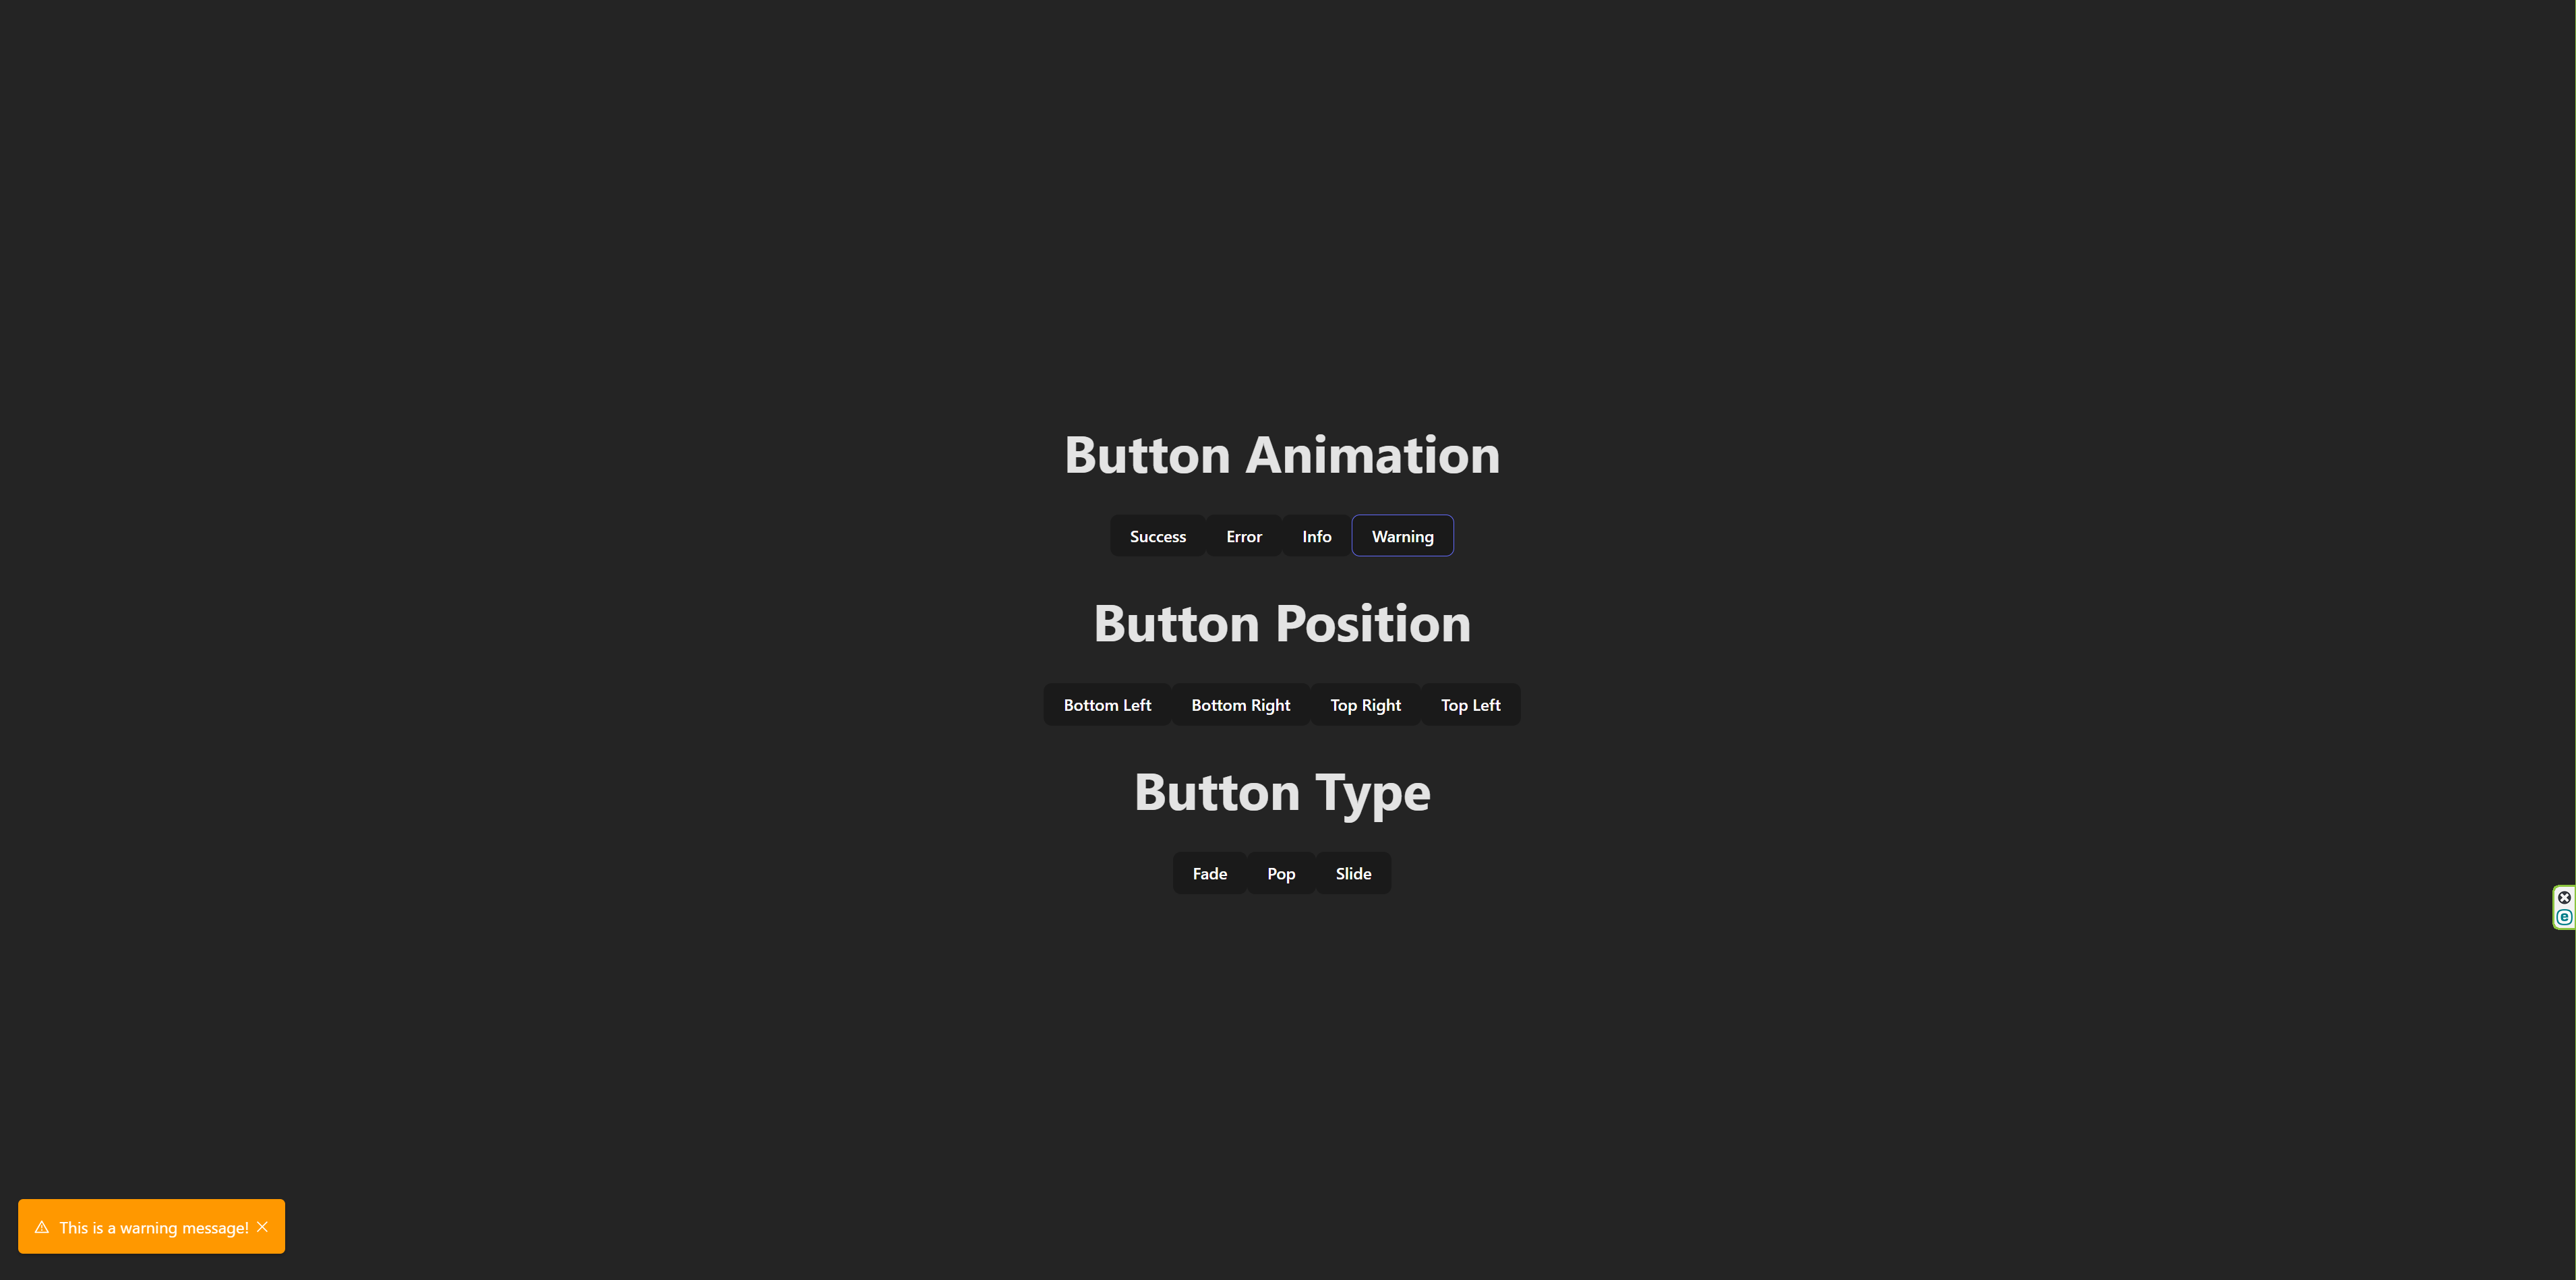 Button Animation
Success Error Info Warning
Button Position
Bottom Left Bottom Right Top Right Top Left
Button Type
Fade Pop Slide
e
This is a warning message!